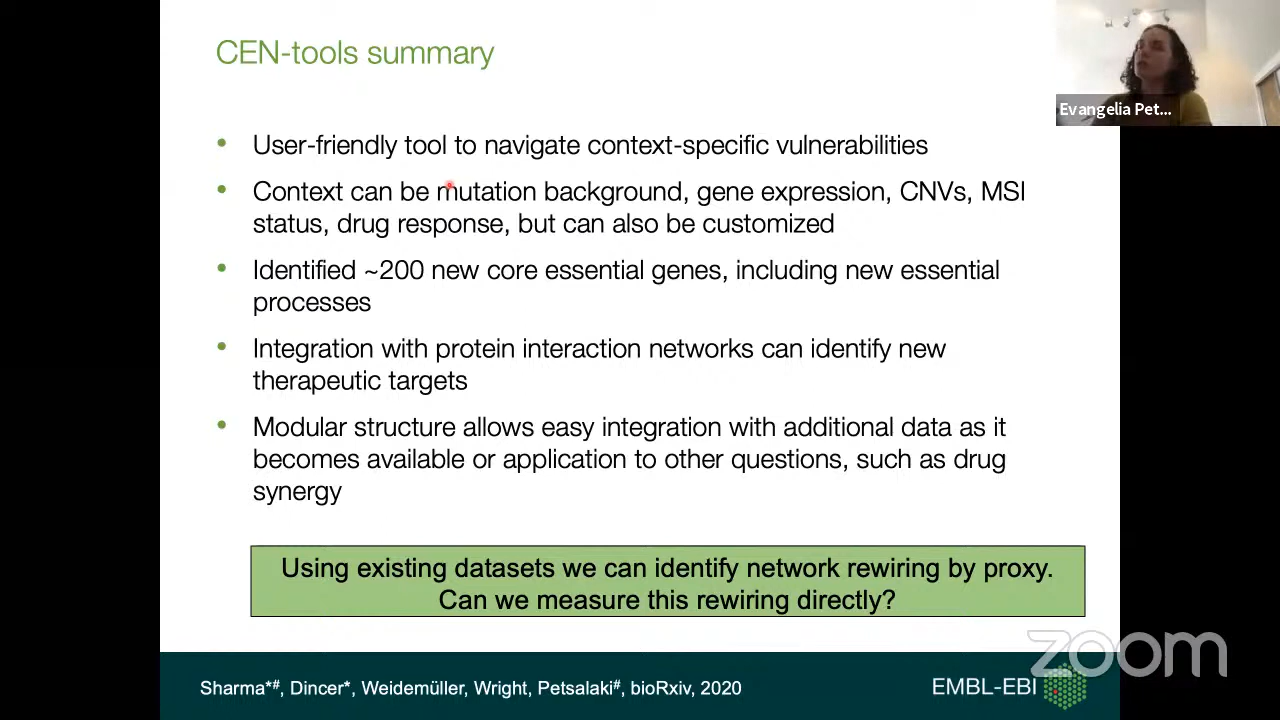 CEN-tools summary
Evangelia Pet...
• User-friendly tool to navigate context-specific vulnerabilities
• Context can be mutation background, gene expression, CNVs, MSI
status, drug response, but can also be customized
• Identified ~200 new core essential genes, including new essential
processes
• Integration with protein interaction networks can identify new
therapeutic targets
• Modular structure allows easy integration with additional data as it
becomes available or application to other questions, such as drug
synergy
Using existing datasets we can identify network rewiring by proxy.
Can we measure this rewiring directly?
zoom
Sharma*#, Dincer*, Weidemüller, Wright, Petsalaki#, bioRxiv, 2020
EMBL-EBI